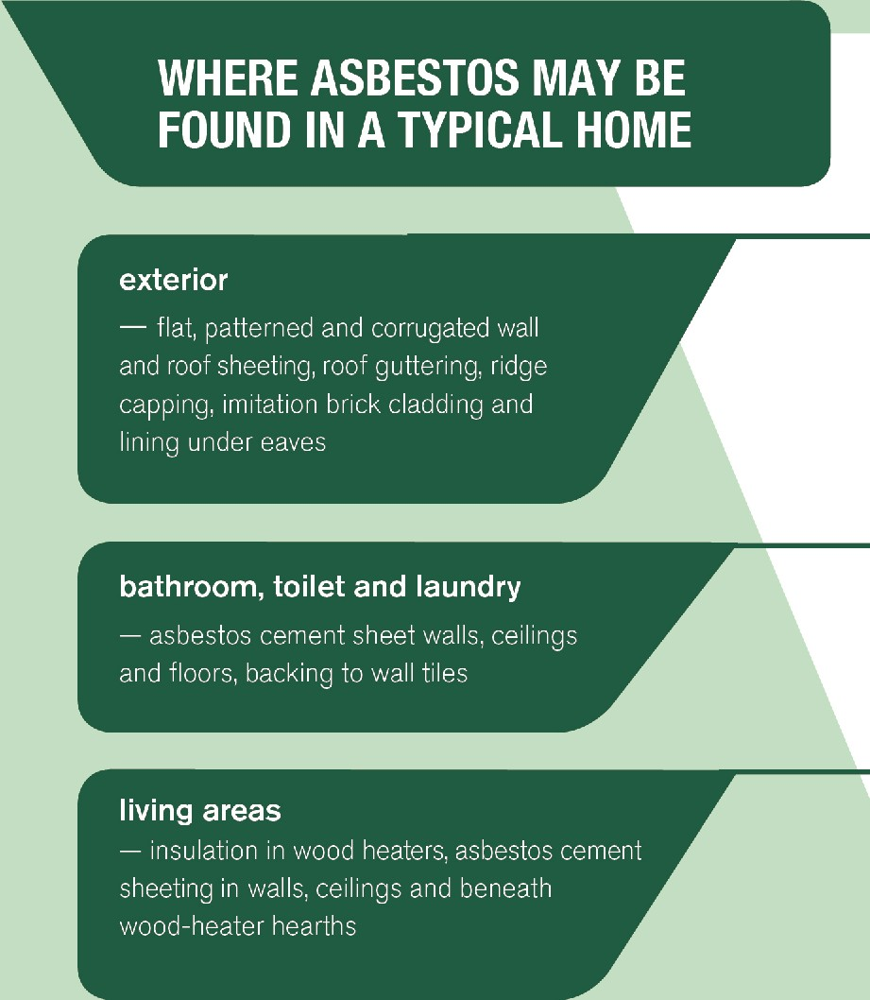 WHERE ASBESTOS MAY BE
FOUND IN A TYPICAL HOME
exterior
— flat, patterned and corrugated wall
and roof sheeting, roof guttering, ridge
capping, imitation brick cladding and
lining under eaves
bathroom, toilet and laundry
— asbestos cement sheet walls, ceilings
and floors, backing to wall tiles
living areas
— insulation in wood heaters, asbestos cement
sheeting in walls, ceilings and beneath
wood-heater hearths